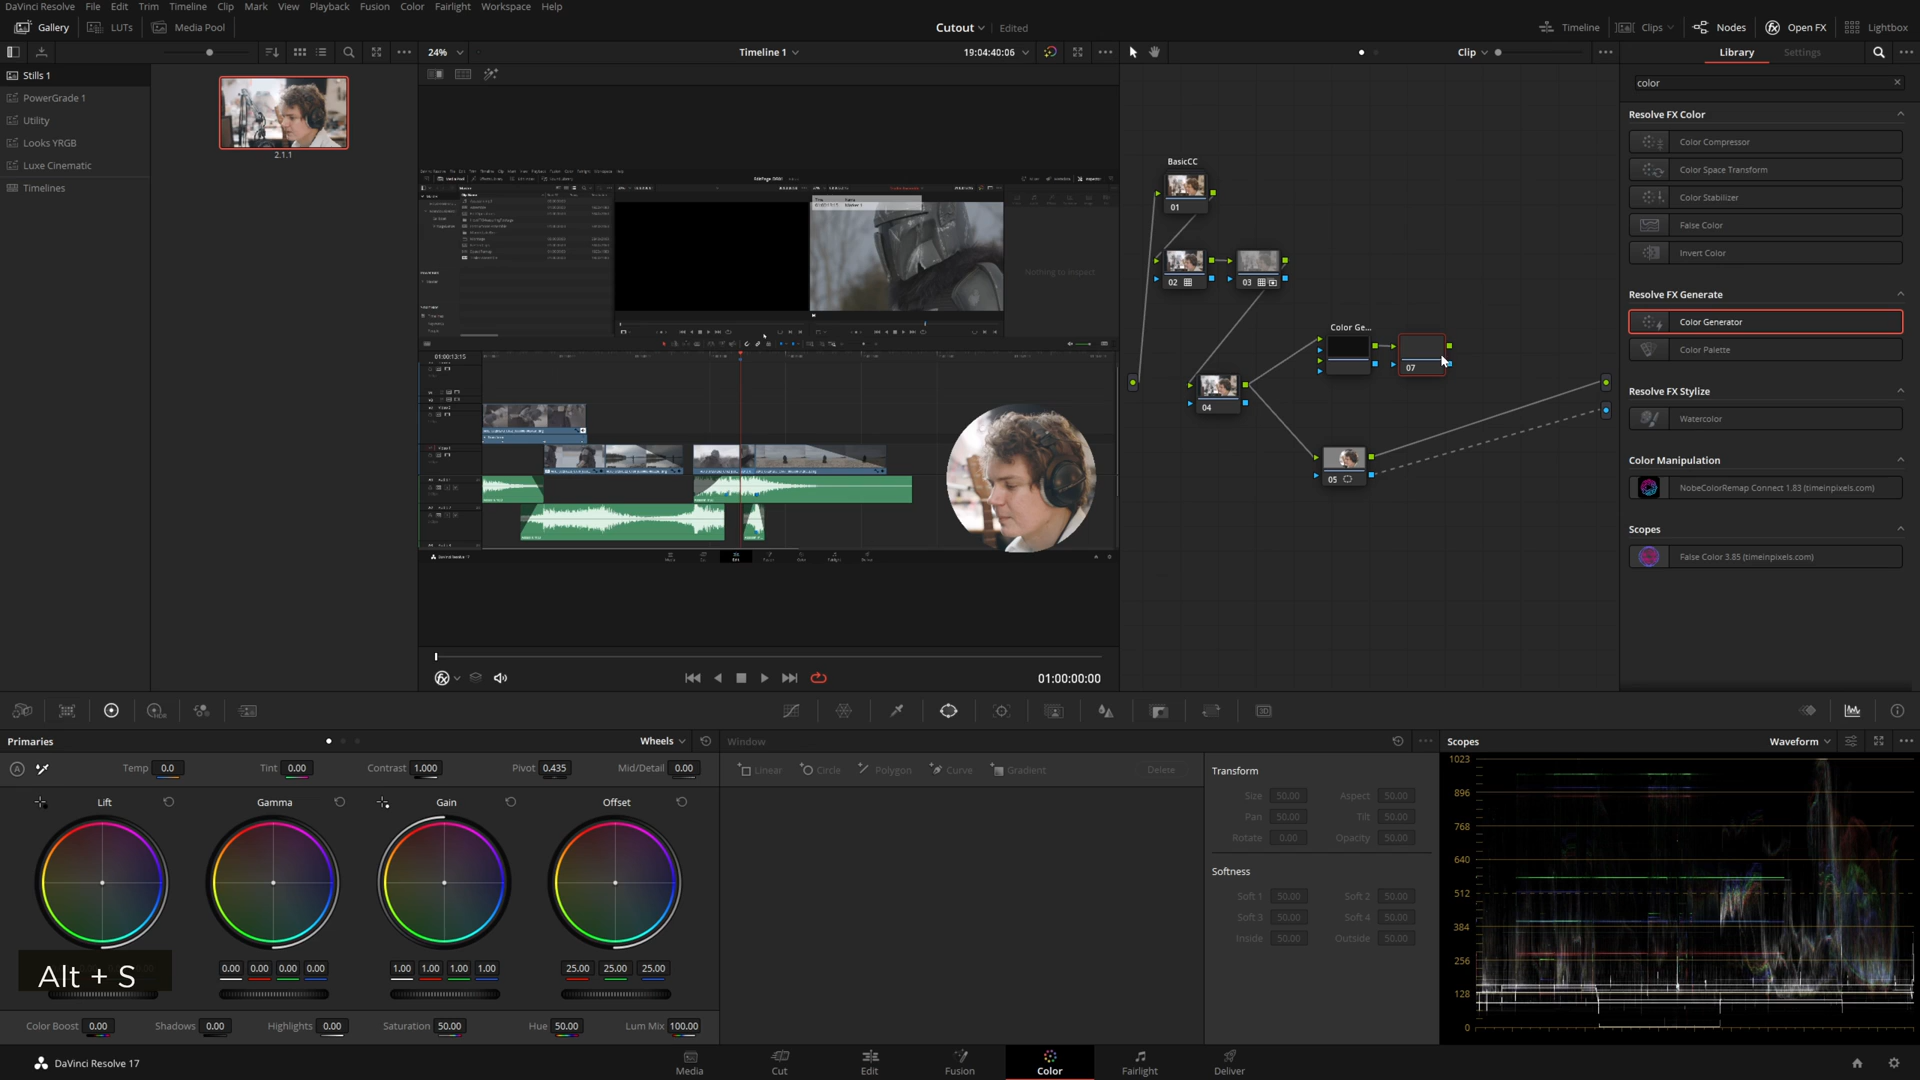 DaVinci Resolve File Edit Trim Timeline Clip Mark View Playback Fusion Color Fairlight Workspace Help
Gallery LUTs Media Pool Cutout Edited Timeline Clips Nodes Open FX Lightbox
24% Timeline 1 19:04:40:06 Clip Library Settings
Stills 1
PowerGrade 1
Utility
Looks YRGB
Luxe Cinematic
Timelines
2.1.1
Nothing to inspect
01:00:13:15
DaVinci Resolve 17
01:00:00:00
BasicCC
01
02
03
Color Ge...
07
04
05
color
Resolve FX Color
Color Compressor
Color Space Transform
Color Stabilizer
False Color
Invert Color
Resolve FX Generate
Color Generator
Color Palette
Resolve FX Stylize
Watercolor
Color Manipulation
NobeColorRemap Connect 1.83 (timeinpixels.com)
Scopes
False Color 3.85 (timeinpixels.com)
Primaries Wheels
Temp 0.0 Tint 0.00 Contrast 1.000 Pivot 0.435 Mid/Detail 0.00
Lift Gamma Gain Offset
0.00 0.00 0.00 0.00 1.00 1.00 1.00 1.00 25.00 25.00 25.00
Alt + S
Color Boost 0.00 Shadows 0.00 Highlights 0.00 Saturation 50.00 Hue 50.00 Lum Mix 100.00
Window
Linear Circle Polygon Curve Gradient Delete
Transform
Size 50.00 Aspect 50.00
Pan 50.00 Tilt 50.00
Rotate 0.00 Opacity 50.00
Softness
Soft 1 50.00 Soft 2 50.00
Soft 3 50.00 Soft 4 50.00
Inside 50.00 Outside 50.00
Scopes Waveform
1023
896
768
640
512
384
256
128
0
DaVinci Resolve 17 Media Cut Edit Fusion Color Fairlight Deliver